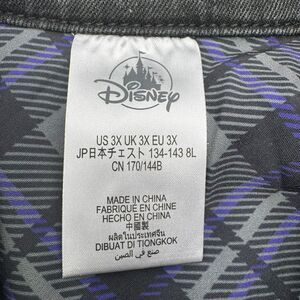 Disney
US 3X UK 3X EU 3X
JP日本チェスト 134-143 8L
CN 170/144B
MADE IN CHINA
FABRIQUÉ EN CHINE
HECHO EN CHINA
中國製
ผลิตในประเทศจีน
DIBUAT DI TIONGKOK
صنع في الصين